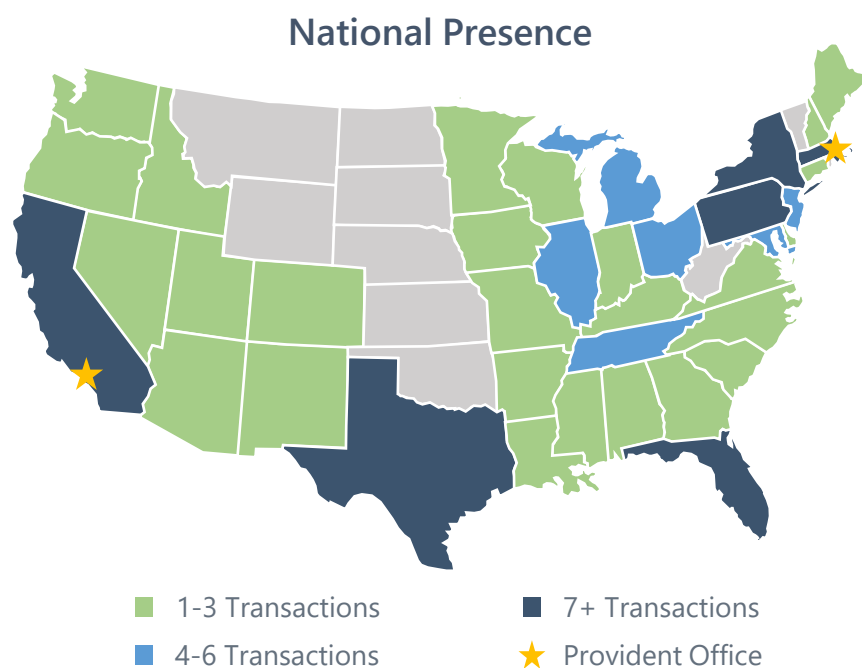 National Presence
1-3 Transactions
7+ Transactions
4-6 Transactions
Provident Office